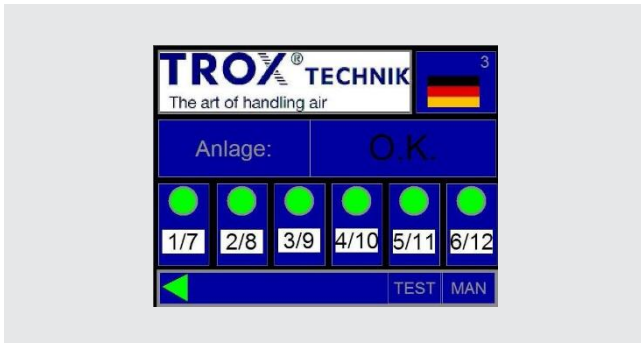 TROX® TECHNIK
The art of handling air
3
Anlage:
O.K.
1/7 2/8 3/9 4/10 5/11 6/12
TEST MAN